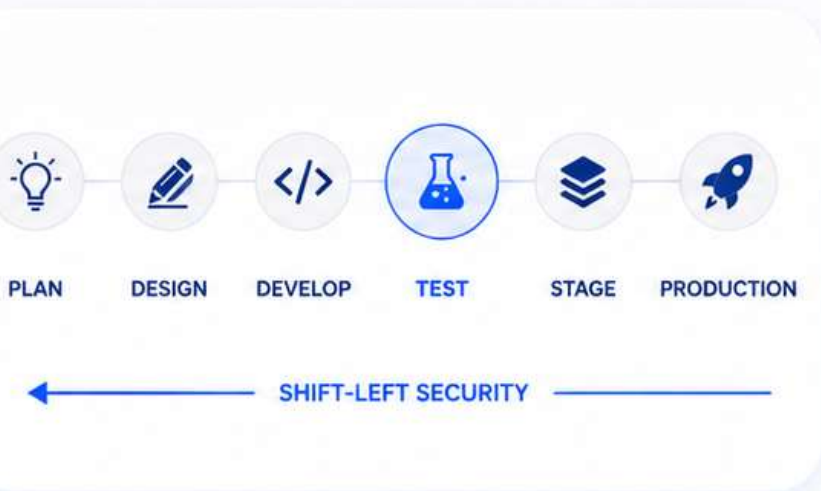 PLAN
DESIGN
DEVELOP
TEST
STAGE
PRODUCTION
SHIFT-LEFT SECURITY